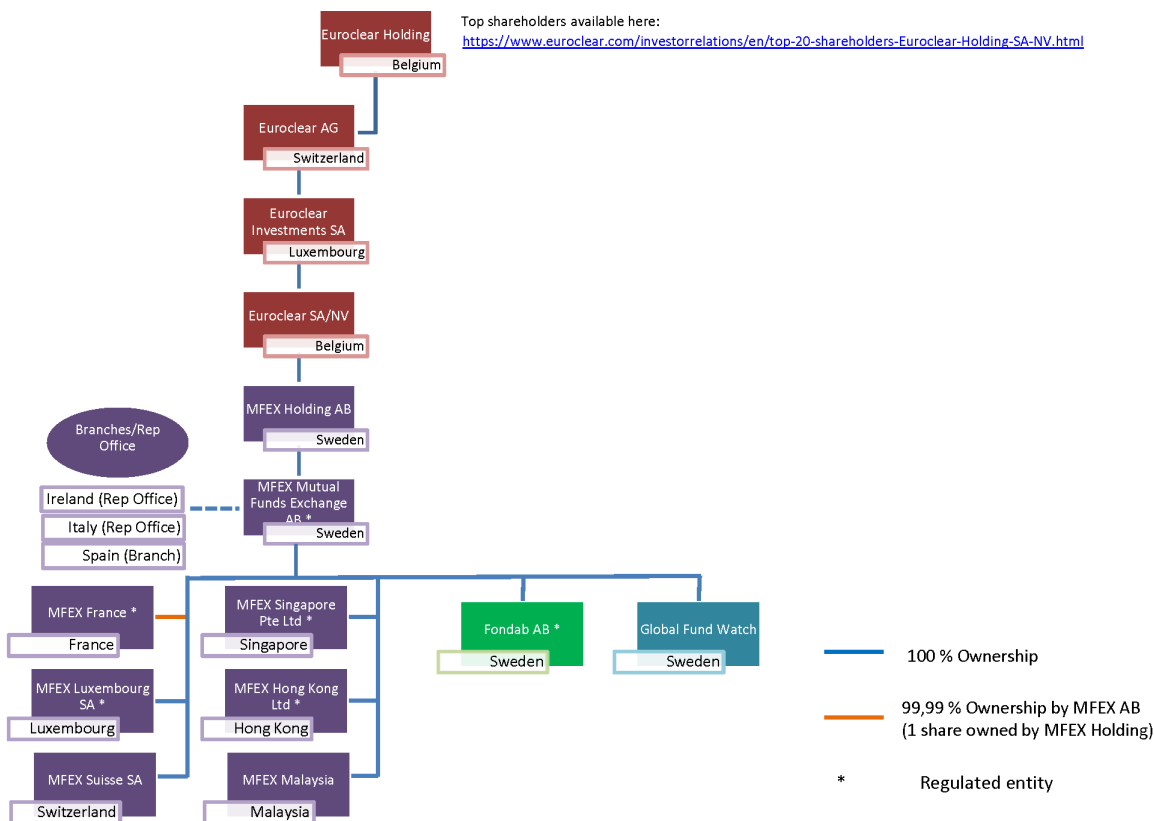 Top shareholders available here:
https://www.euroclear.com/investorrelations/en/top-20-shareholders-Euroclear-Holding-SA-NV.html
Euroclear Holding
Belgium
Euroclear AG
Switzerland
Euroclear
Investments SA
Luxembourg
Euroclear SA/NV
Belgium
MFEX Holding AB
Sweden
Branches/Rep
Office
Ireland (Rep Office)
Italy (Rep Office)
Spain (Branch)
MFEX Mutual
Funds Exchange
AB *
Sweden
MFEX France *
France
MFEX Singapore
Pte Ltd *
Singapore
Fondab AB *
Sweden
Global Fund Watch
Sweden
MFEX Luxembourg
SA *
Luxembourg
MFEX Hong Kong
Ltd *
Hong Kong
MFEX Suisse SA
Switzerland
MFEX Malaysia
Malaysia
100 % Ownership
99,99 % Ownership by MFEX AB
(1 share owned by MFEX Holding)
* Regulated entity